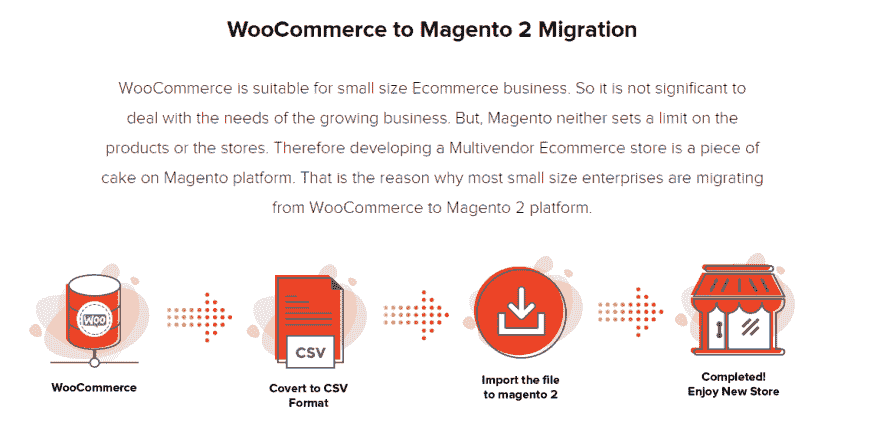 WooCommerce to Magento 2 Migration
WooCommerce is suitable for small size Ecommerce business. So it is not significant to
deal with the needs of the growing business. But, Magento neither sets a limit on the
products or the stores. Therefore developing a Multivendor Ecommerce store is a piece of
cake on Magento platform. That is the reason why most small size enterprises are migrating
from WooCommerce to Magento 2 platform.
Woo
CSV
WooCommerce
Covert to CSV
Format
Import the file
to magento 2
Completed!
Enjoy New Store